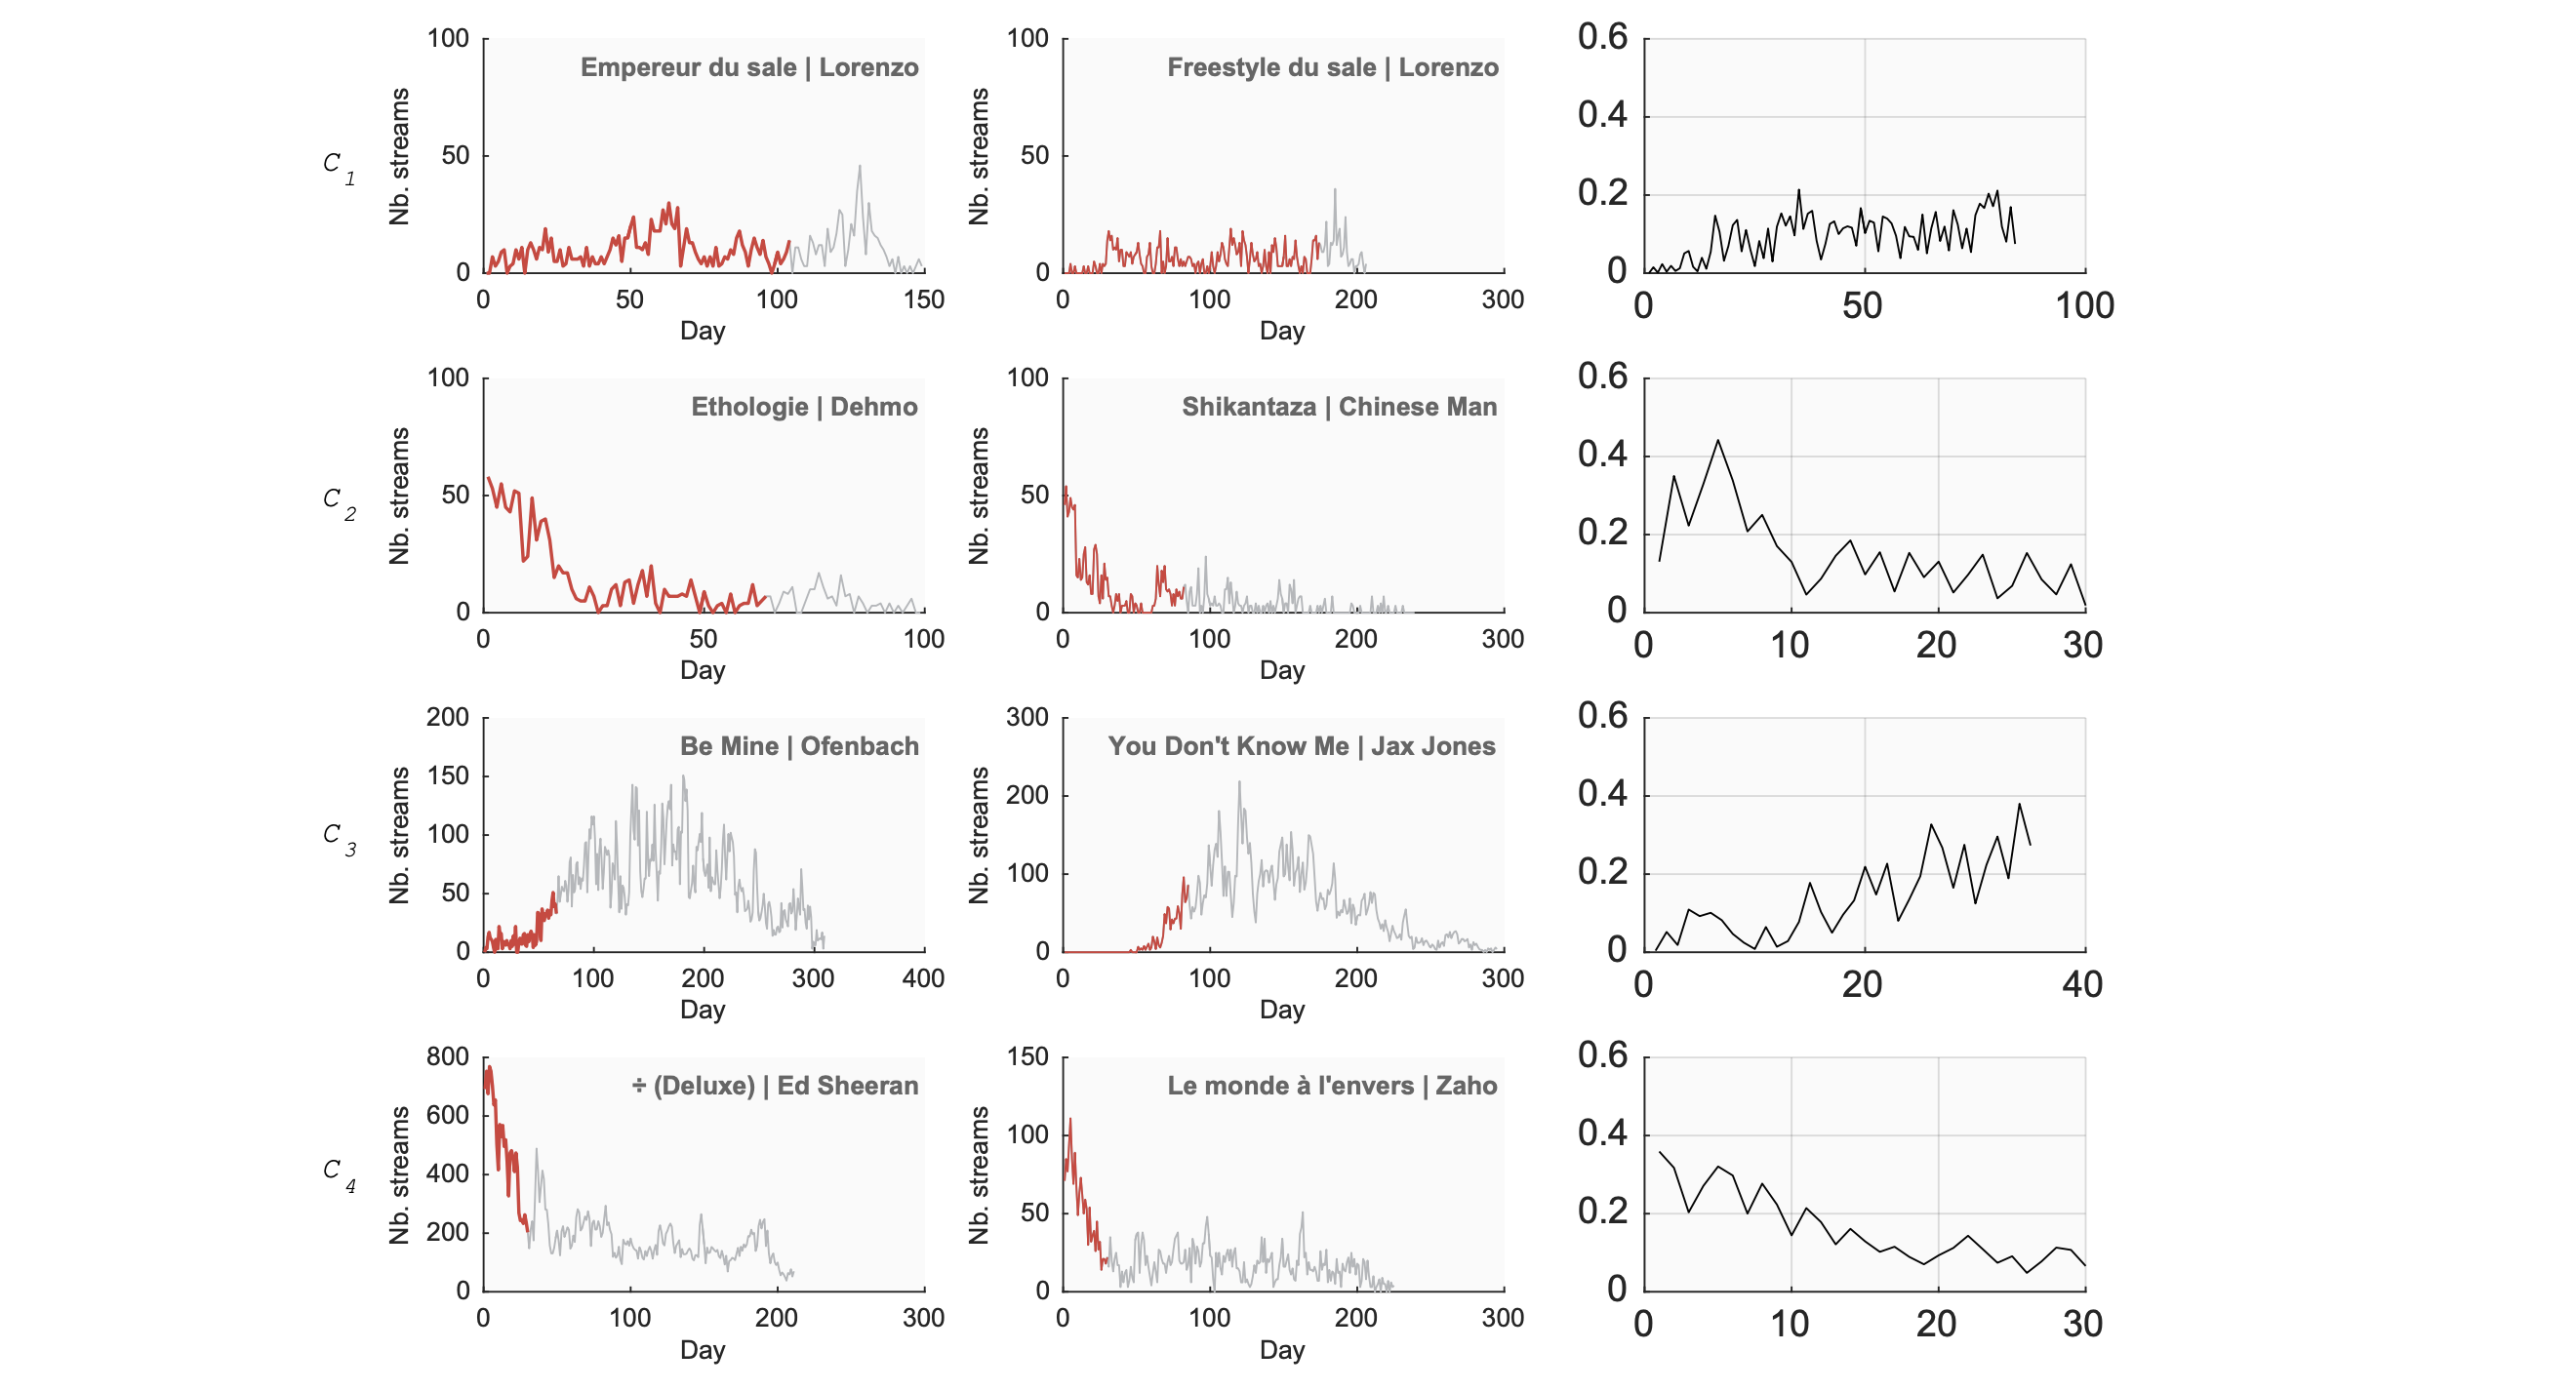 C1
Empereur du sale | Lorenzo
Nb. streams
100
50
0
0 50 100 150
Day
Freestyle du sale | Lorenzo
Nb. streams
100
50
0
0 100 200 300
Day
0.6
0.4
0.2
0
0 50 100
C2
Ethologie | Dehmo
Nb. streams
100
50
0
0 50 100
Day
Shikantaza | Chinese Man
Nb. streams
100
50
0
0 100 200 300
Day
0.6
0.4
0.2
0
0 10 20 30
C3
Be Mine | Ofenbach
Nb. streams
200
150
100
50
0
0 100 200 300 400
Day
You Don't Know Me | Jax Jones
Nb. streams
300
200
100
0
0 100 200 300
Day
0.6
0.4
0.2
0
0 20 40
C4
÷ (Deluxe) | Ed Sheeran
Nb. streams
800
600
400
200
0
0 100 200 300
Day
Le monde à l'envers | Zaho
Nb. streams
150
100
50
0
0 100 200 300
Day
0.6
0.4
0.2
0
0 10 20 30